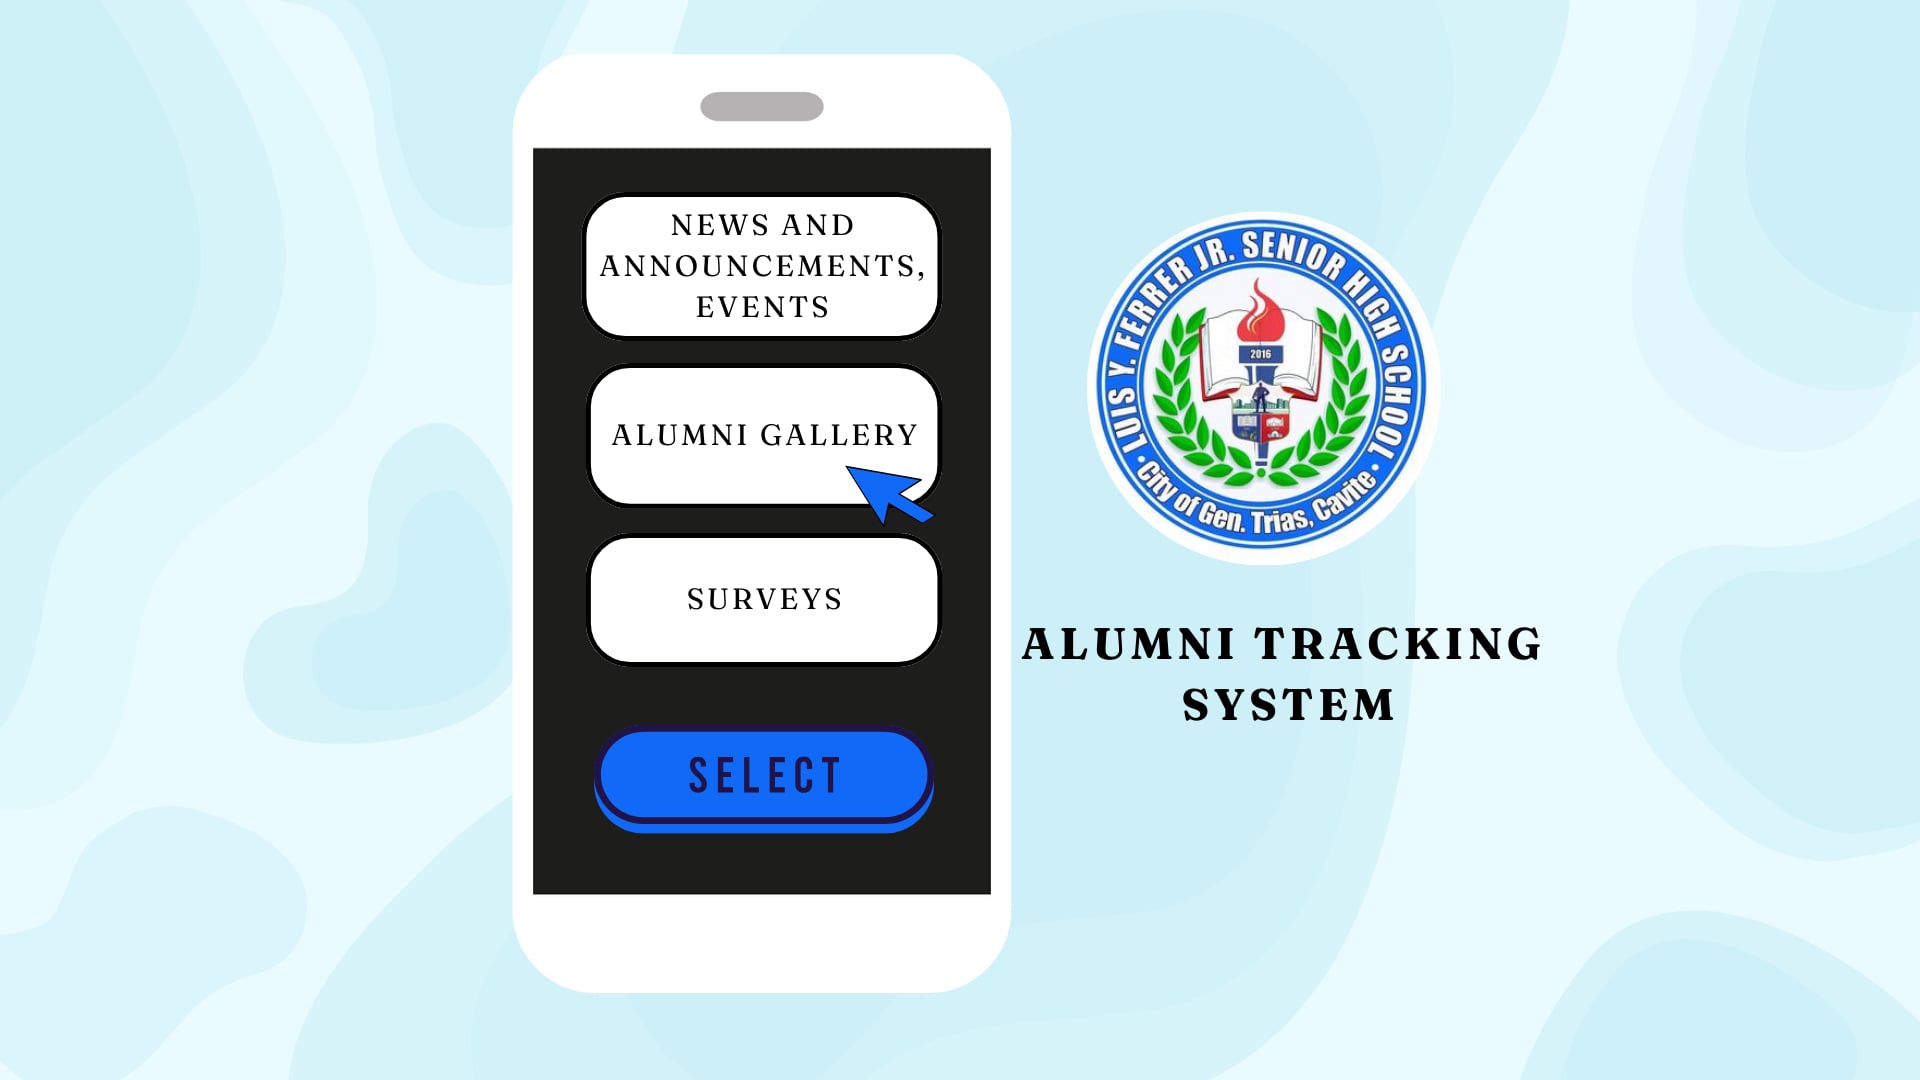 NEWS AND
ANNOUNCEMENTS,
EVENTS
ALUMNI GALLERY
SURVEYS
SELECT
LUIS Y. FERRER JR. SENIOR HIGH SCHOOL
2016
City of Gen. Trias, Cavite
ALUMNI TRACKING
SYSTEM